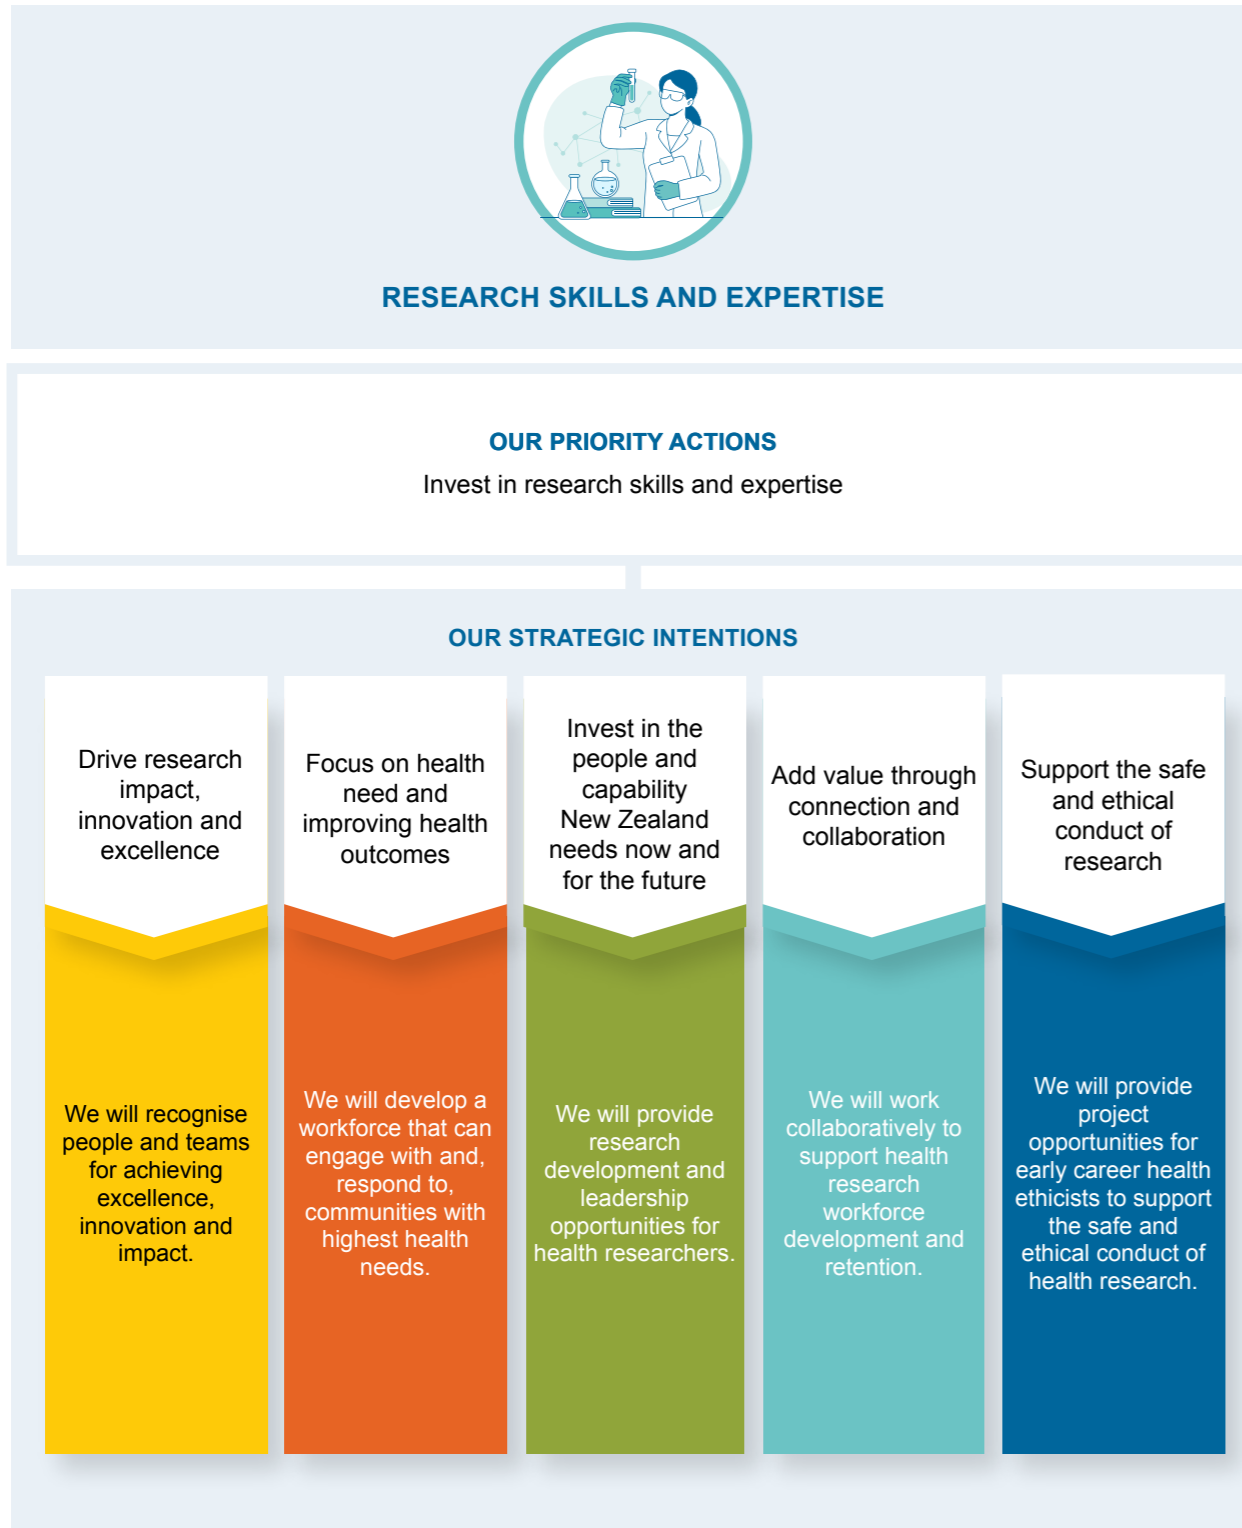 RESEARCH SKILLS AND EXPERTISE
OUR PRIORITY ACTIONS
Invest in research skills and expertise
OUR STRATEGIC INTENTIONS
Drive research
impact,
innovation and
excellence
We will recognise
people and teams
for achieving
excellence,
innovation and
impact.
Focus on health
need and
improving health
outcomes
We will develop a
workforce that can
engage with and,
respond to,
communities with
highest health
needs.
Invest in the
people and
capability
New Zealand
needs now and
for the future
We will provide
research
development and
leadership
opportunities for
health researchers.
Add value through
connection and
collaboration
We will work
collaboratively to
support health
research
workforce
development and
retention.
Support the safe
and ethical
conduct of
research
We will provide
project
opportunities for
early career health
ethicists to support
the safe and
ethical conduct of
health research.